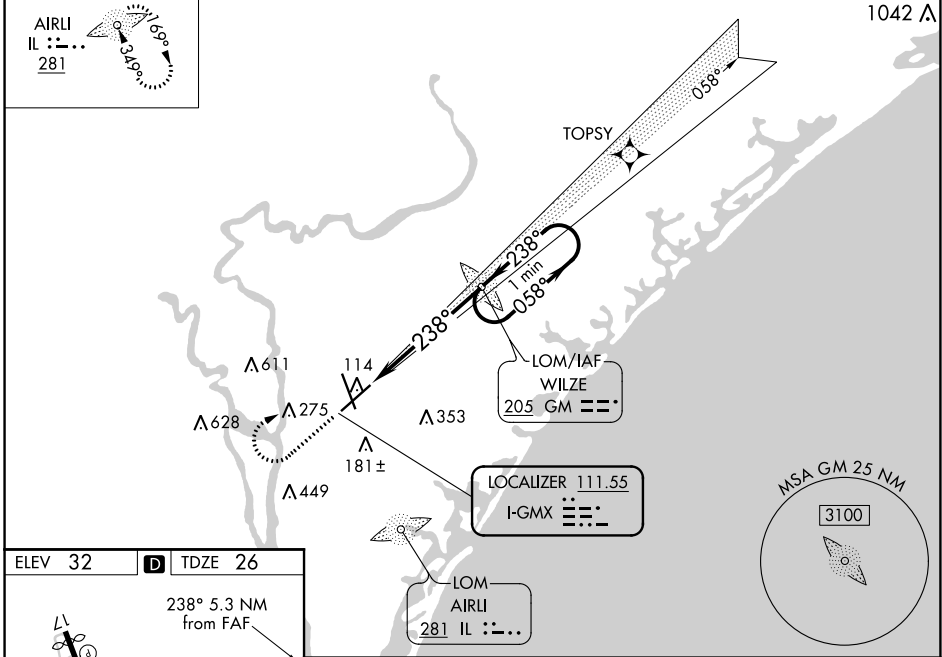 AIRLI
IL
281
169°
349°
1042
058°
TOPSY
238°
1 min
058°
238°
LOM/IAF
WILZE
205 GM
611
114
275
628
353
181±
449
LOCALIZER 111.55
I-GMX
MSA GM 25 NM
3100
LOM
AIRLI
281 IL
ELEV 32 D TDZE 26
238° 5.3 NM
from FAF
17